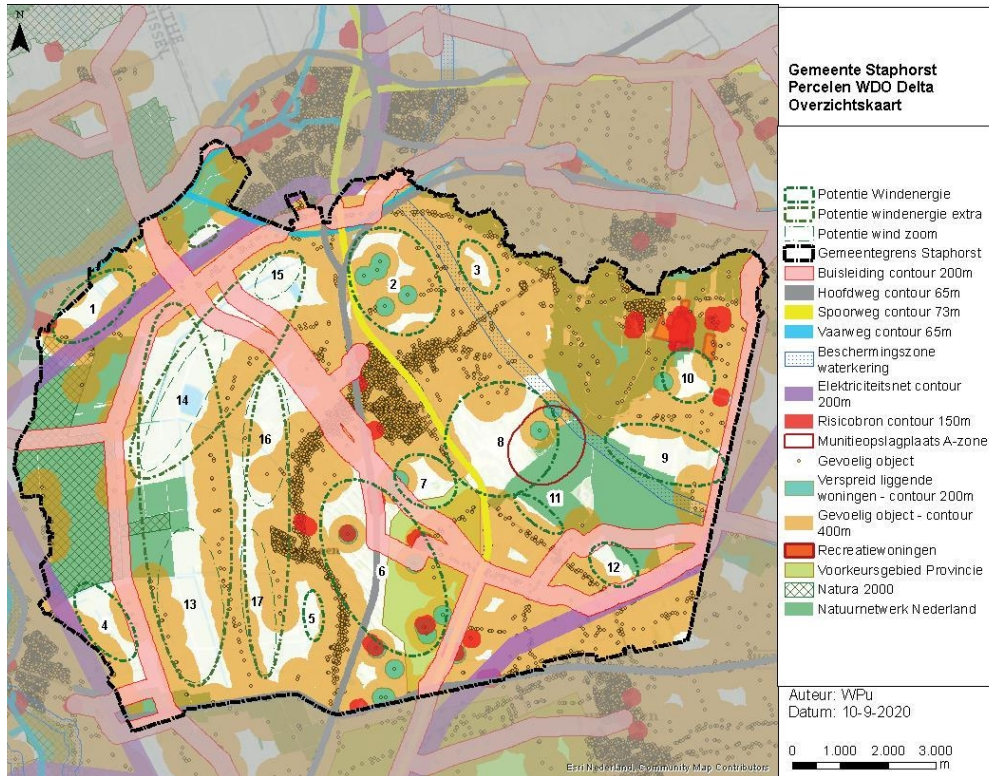 N
Gemeente Staphorst
Percelen WDO Delta
Overzichtskaart
Potentie Windenergie
Potentie windenergie extra
Potentie wind zoom
Gemeentegrens Staphorst
Buisleiding contour 200m
Hoofdweg contour 65m
Spoorweg contour 73m
Vaarweg contour 65m
Beschermingszone
waterkering
Elektriciteitsnet contour
200m
Risicobron contour 150m
Munitieopslagplaats A-zone
Gevoelig object
Verspreid liggende
woningen - contour 200m
Gevoelig object - contour
400m
Recreatiewoningen
Voorkeursgebied Provincie
Natura 2000
Natuurnetwerk Nederland
Auteur: WPu
Datum: 10-9-2020
0 1.000 2.000 3.000
m
1
2
3
15
14
10
16
8
9
7
11
6
12
4
13
17
5
Esri Nederland, Community Map Contributors